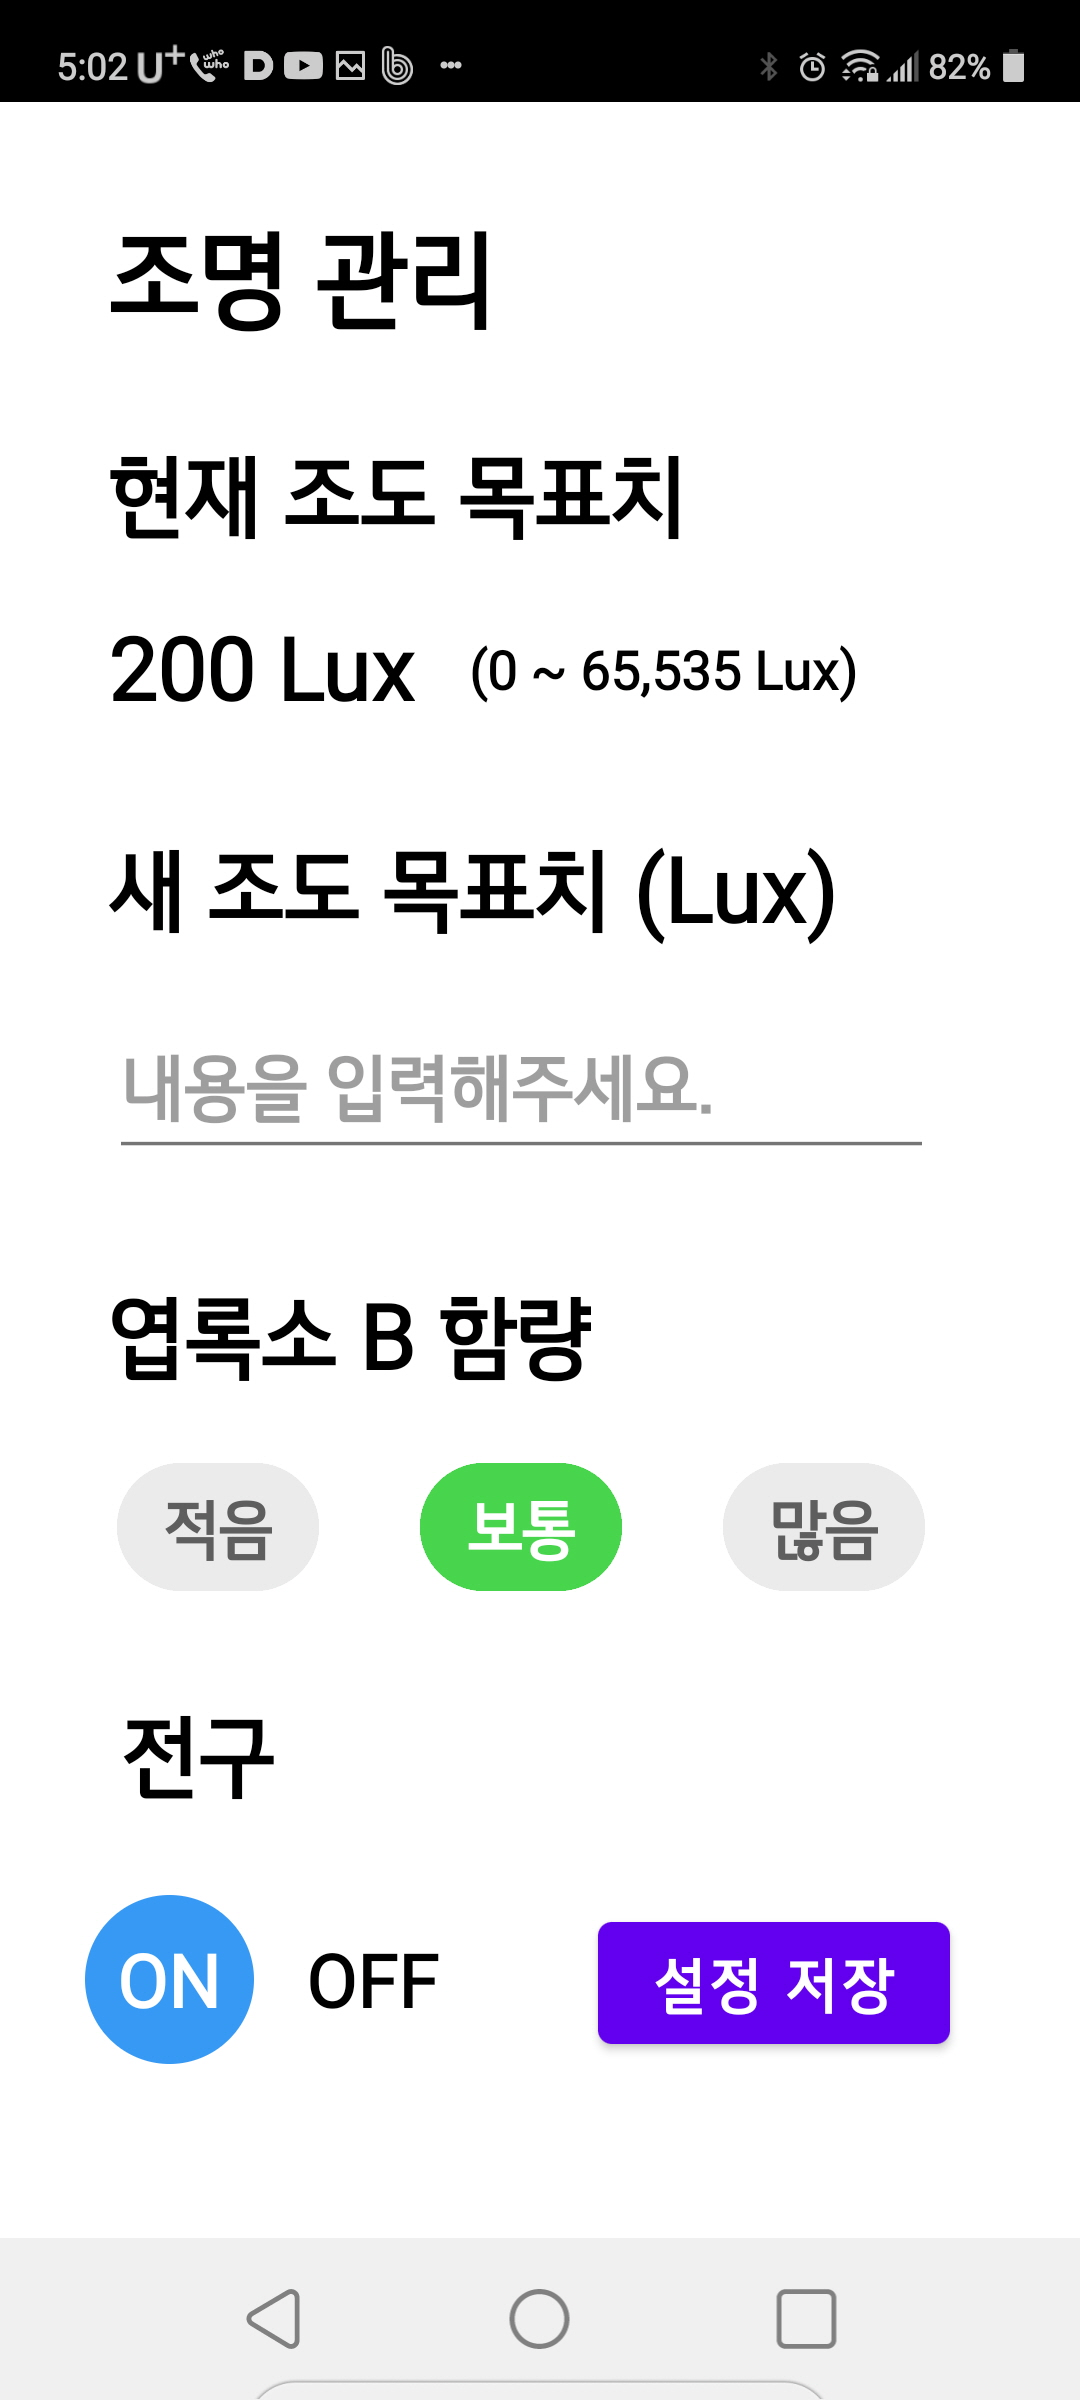 5:02 U+ who who D 82%
조명 관리
현재 조도 목표치
200 Lux (0 ~ 65,535 Lux)
새 조도 목표치 (Lux)
내용을 입력해주세요.
엽록소 B 함량
적음 보통 많음
전구
ON OFF 설정 저장